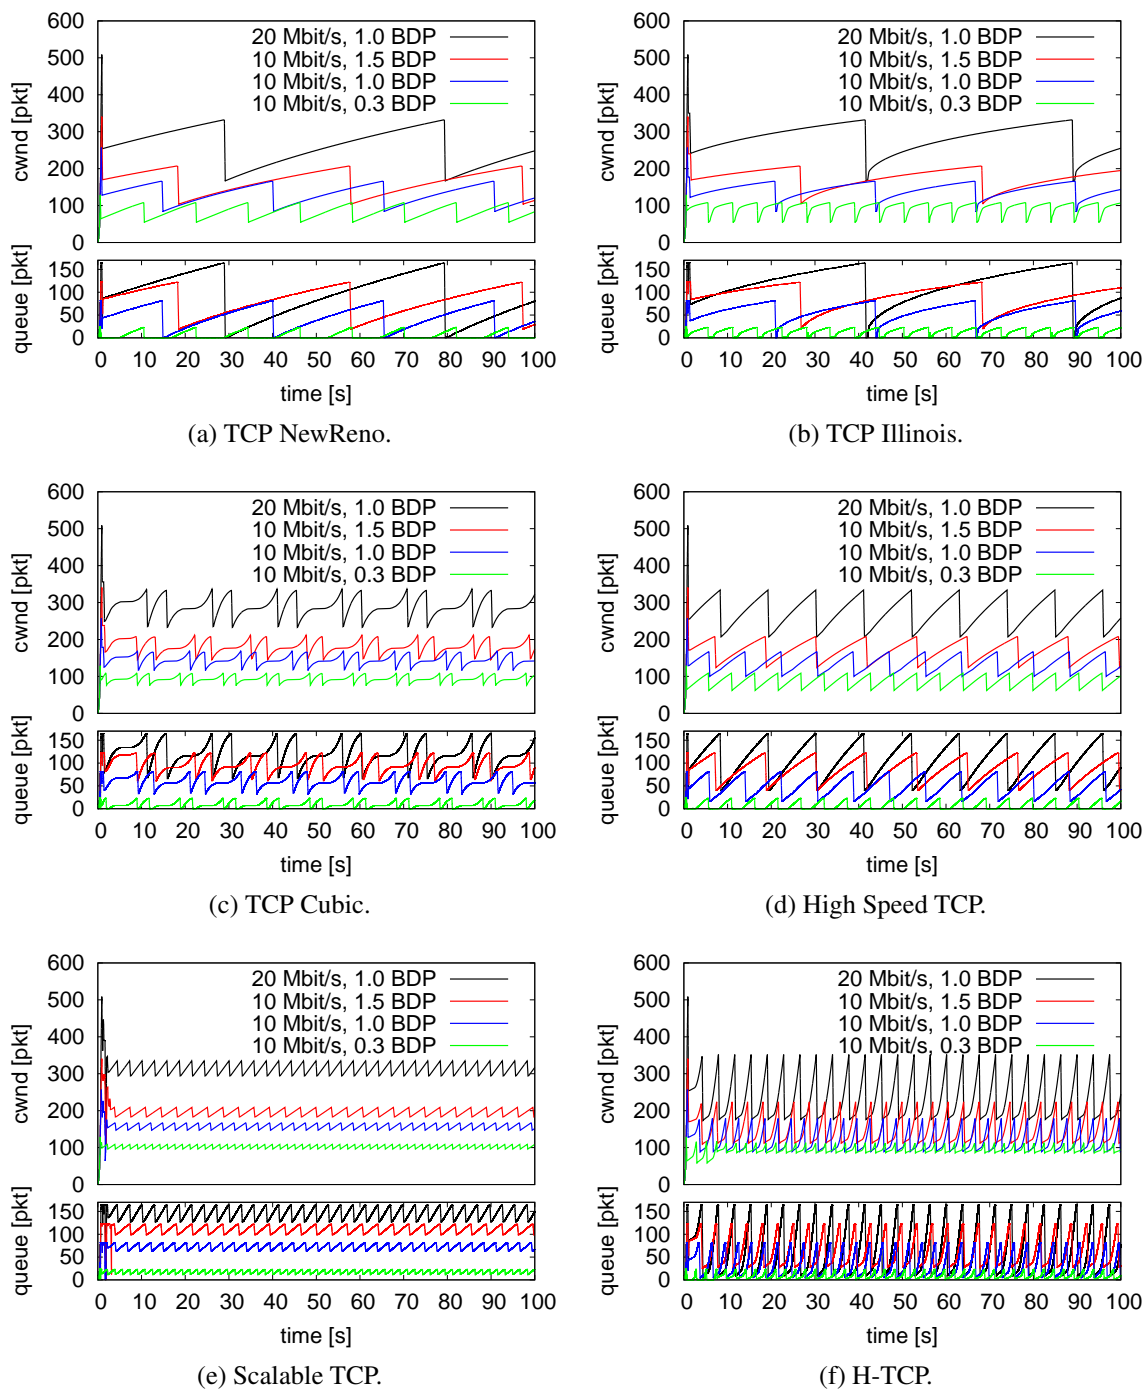 600
500
400
300
200
100
0
cwnd [pkt]
20 Mbit/s, 1.0 BDP
10 Mbit/s, 1.5 BDP
10 Mbit/s, 1.0 BDP
10 Mbit/s, 0.3 BDP
150
100
50
0
queue [pkt]
0 10 20 30 40 50 60 70 80 90 100
time [s]
(a) TCP NewReno.
600
500
400
300
200
100
0
cwnd [pkt]
20 Mbit/s, 1.0 BDP
10 Mbit/s, 1.5 BDP
10 Mbit/s, 1.0 BDP
10 Mbit/s, 0.3 BDP
150
100
50
0
queue [pkt]
0 10 20 30 40 50 60 70 80 90 100
time [s]
(b) TCP Illinois.
600
500
400
300
200
100
0
cwnd [pkt]
20 Mbit/s, 1.0 BDP
10 Mbit/s, 1.5 BDP
10 Mbit/s, 1.0 BDP
10 Mbit/s, 0.3 BDP
150
100
50
0
queue [pkt]
0 10 20 30 40 50 60 70 80 90 100
time [s]
(c) TCP Cubic.
600
500
400
300
200
100
0
cwnd [pkt]
20 Mbit/s, 1.0 BDP
10 Mbit/s, 1.5 BDP
10 Mbit/s, 1.0 BDP
10 Mbit/s, 0.3 BDP
150
100
50
0
queue [pkt]
0 10 20 30 40 50 60 70 80 90 100
time [s]
(d) High Speed TCP.
600
500
400
300
200
100
0
cwnd [pkt]
20 Mbit/s, 1.0 BDP
10 Mbit/s, 1.5 BDP
10 Mbit/s, 1.0 BDP
10 Mbit/s, 0.3 BDP
150
100
50
0
queue [pkt]
0 10 20 30 40 50 60 70 80 90 100
time [s]
(e) Scalable TCP.
600
500
400
300
200
100
0
cwnd [pkt]
20 Mbit/s, 1.0 BDP
10 Mbit/s, 1.5 BDP
10 Mbit/s, 1.0 BDP
10 Mbit/s, 0.3 BDP
150
100
50
0
queue [pkt]
0 10 20 30 40 50 60 70 80 90 100
time [s]
(f) H-TCP.